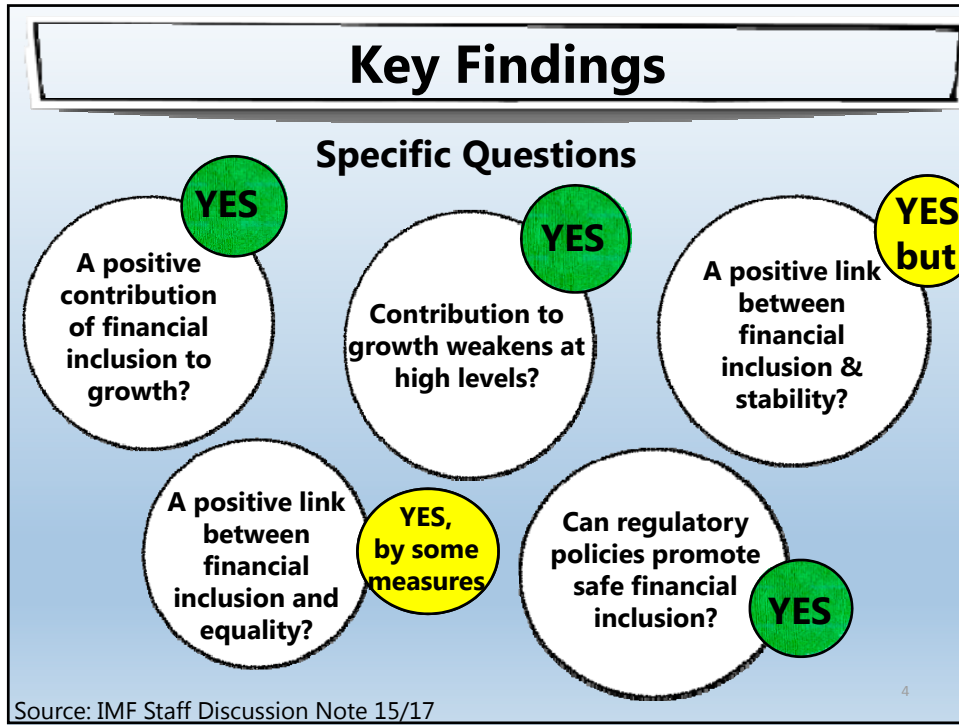 Key Findings
Specific Questions
YES
A positive
contribution
of financial
inclusion to
growth?
YES
Contribution to
growth weakens at
high levels?
YES
but
A positive link
between
financial
inclusion &
stability?
A positive link
between
financial
inclusion and
equality?
YES,
by some
measures
Can regulatory
policies promote
safe financial
inclusion?
YES
4
Source: IMF Staff Discussion Note 15/17